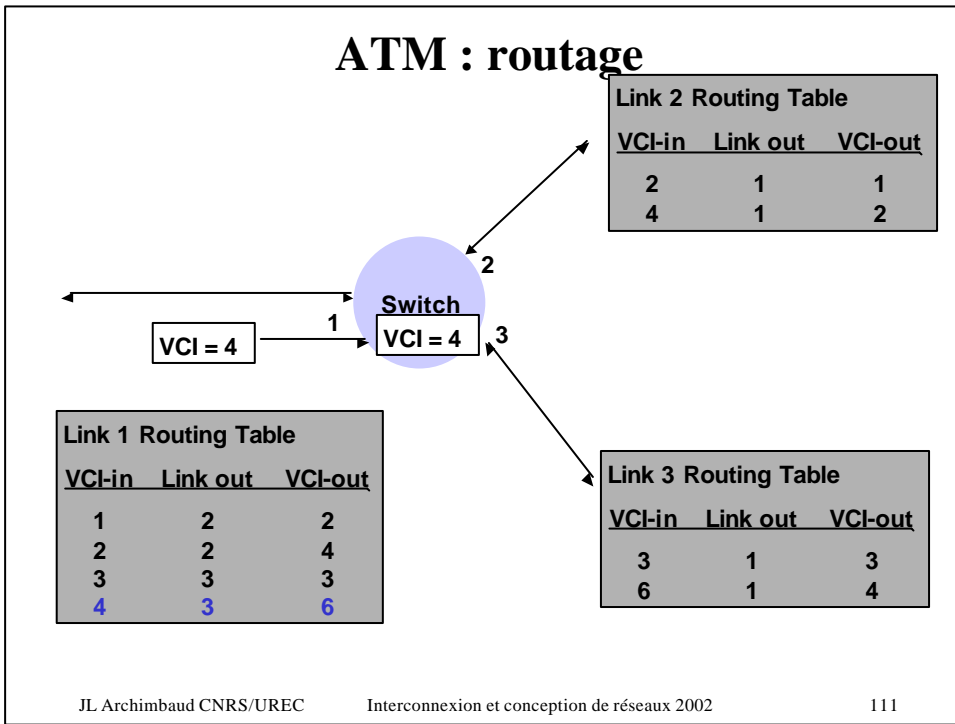 ATM : routage
Link 2 Routing Table
VCI-in Link out VCI-out
2 1 1
4 1 2
2
Switch
1
VCI = 4
VCI = 4
3
Link 1 Routing Table
VCI-in Link out VCI-out
1 2 2
2 2 4
3 3 3
4 3 6
Link 3 Routing Table
VCI-in Link out VCI-out
3 1 3
6 1 4
JL Archimbaud CNRS/UREC Interconnexion et conception de réseaux 2002 111